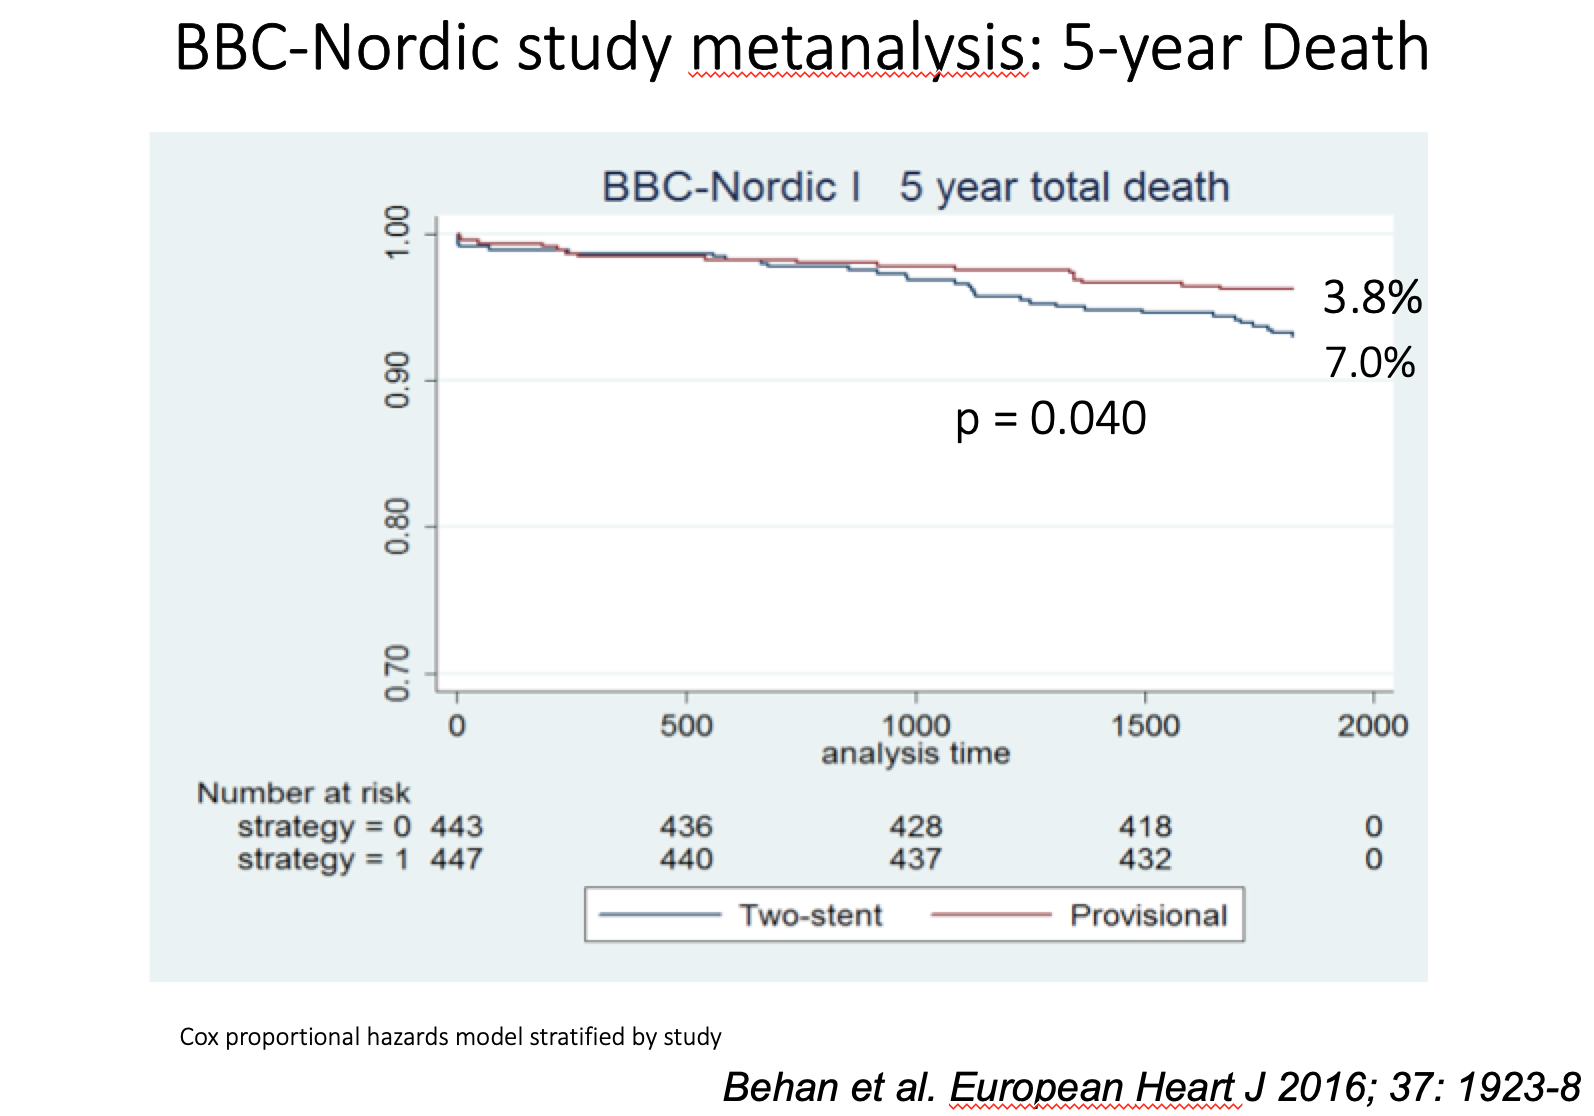 BBC-Nordic study metanalysis: 5-year Death
BBC-Nordic I 5 year total death
1.00
0.90
0.80
0.70
3.8%
7.0%
p = 0.040
0 500 1000 1500 2000
analysis time
Number at risk
strategy = 0 443 436 428 418 0
strategy = 1 447 440 437 432 0
Two-stent Provisional
Cox proportional hazards model stratified by study
Behan et al. European Heart J 2016; 37: 1923-8